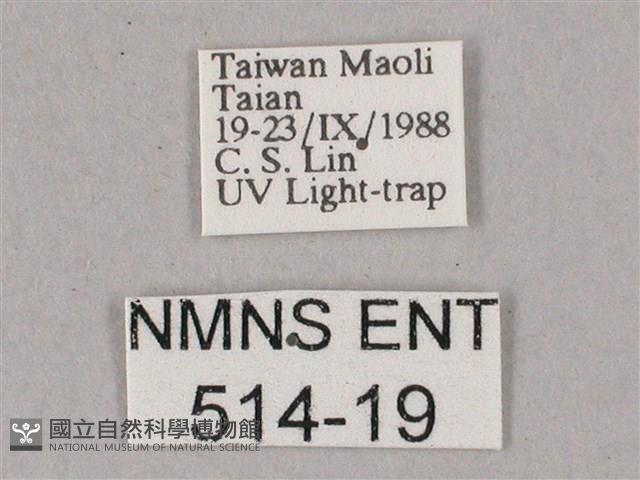 Taiwan Maoli
Taian
19-23/IX/1988
C. S. Lin
UV Light-trap
NMNS ENT
514-19
國立自然科學博物館
NATIONAL MUSEUM OF NATURAL SCIENCE